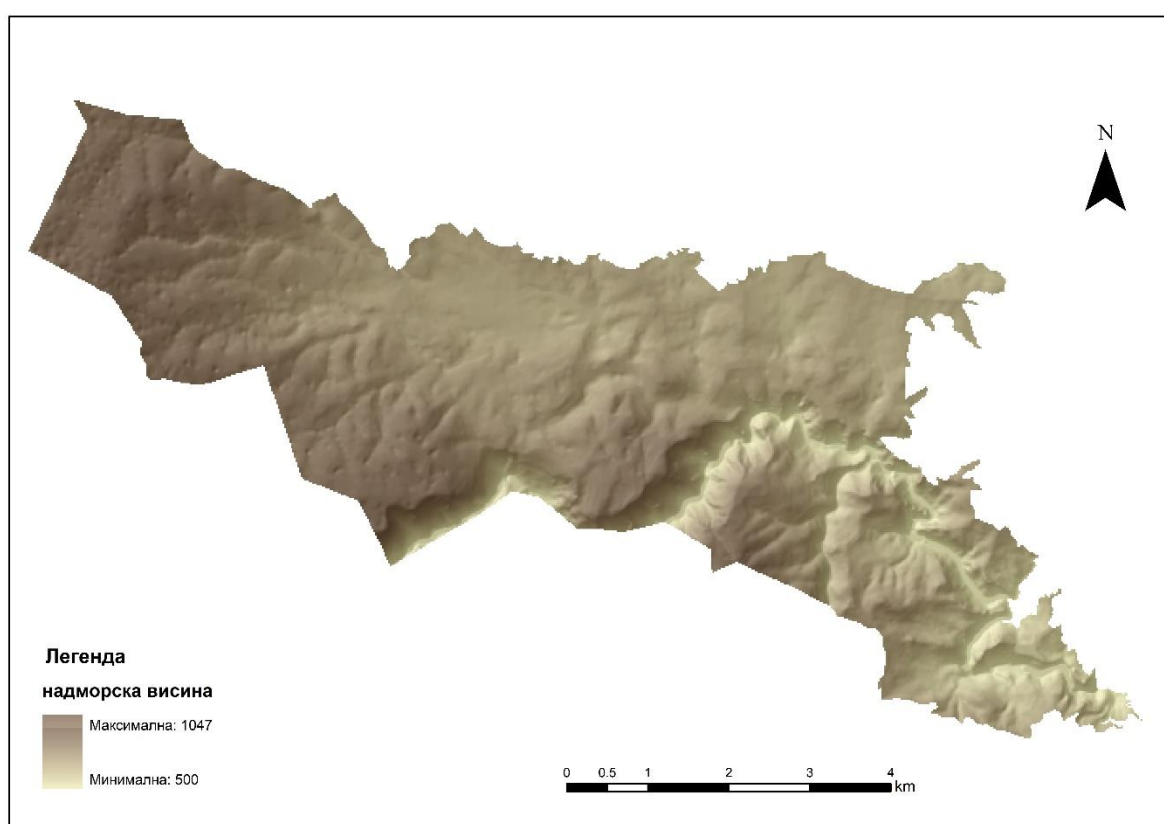 N
Легенда
надморска висина
Максимална: 1047
Минимална: 500
0 0.5 1 2 3 4
km